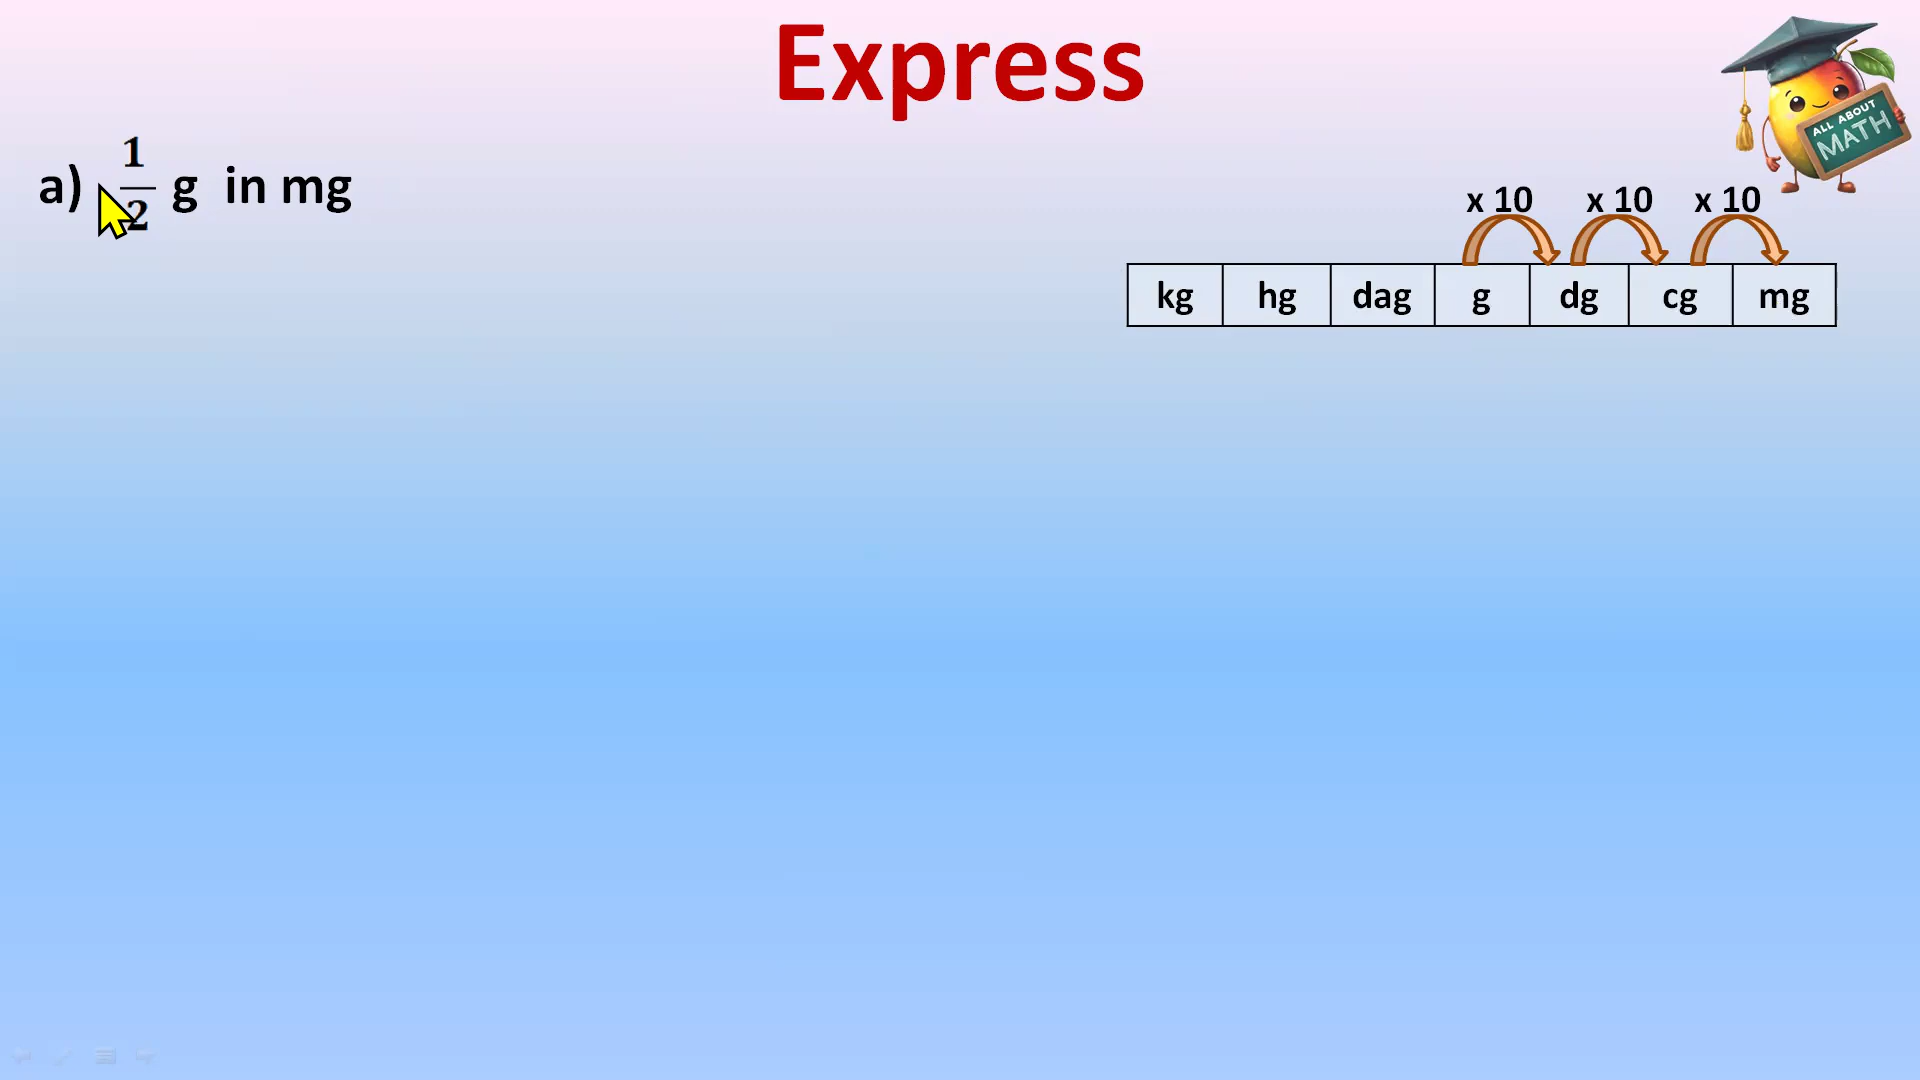 Express
ALL ABOUT
MATH
a) 1/2 g in mg
x 10 x 10 x 10
kg hg dag g dg cg mg